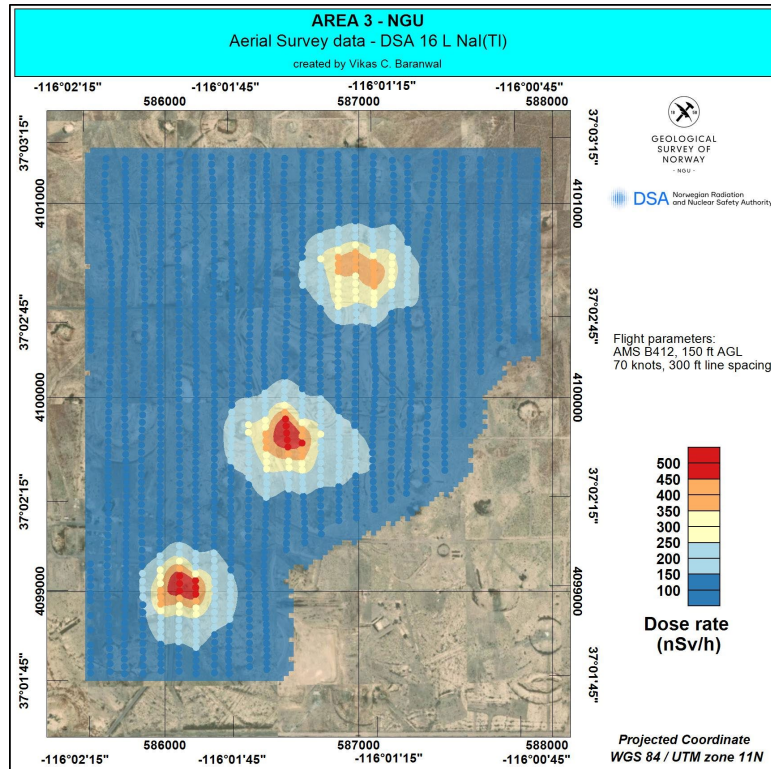 AREA 3 - NGU
Aerial Survey data - DSA 16 L NaI(Tl)
created by Vikas C. Baranwal
-116°02'15" -116°01'45" -116°01'15" -116°00'45"
586000 587000 588000
37°03'15" 37°03'15"
GEOLOGICAL
SURVEY OF
NORWAY
- NGU -
DSA Norwegian Radiation
and Nuclear Safety Authority
4101000 4101000
37°02'45" 37°02'45"
Flight parameters:
AMS B412, 150 ft AGL
70 knots, 300 ft line spacing
4100000 4100000
500
450
400
350
300
250
200
150
100
37°02'15" 37°02'15"
4099000 4099000
Dose rate
(nSv/h)
37°01'45" 37°01'45"
586000 587000 588000
-116°02'15" -116°01'45" -116°01'15" -116°00'45"
Projected Coordinate
WGS 84 / UTM zone 11N